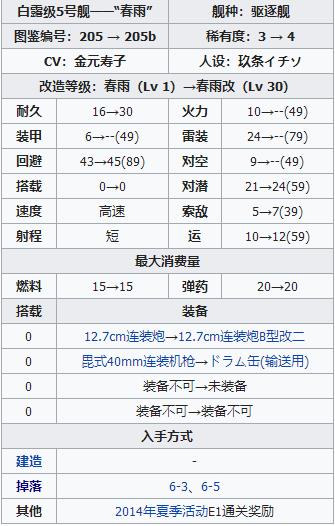 白露级5号舰——“春雨” 舰种：驱逐舰
图鉴编号：205 → 205b 稀有度：3 → 4
CV：金元寿子 人设：玖条イチソ
改造等级：春雨（Lv 1）→春雨改（Lv 30）
耐久 16→30 火力 10→--(49)
装甲 6→--(49) 雷装 24→--(79)
回避 43→45(89) 对空 9→--(49)
搭载 0→0 对潜 21→24(59)
速度 高速 索敌 5→7(39)
射程 短 运 10→12(59)
最大消费量
燃料 15→15 弹药 20→20
搭载 装备
0 12.7cm连装炮→12.7cm连装炮B型改二
0 毘式40mm连装机枪→ドラム缶(输送用)
0 装备不可→未装备
0 装备不可→装备不可
入手方式
建造 -
掉落 6-3、6-5
其他 2014年夏季活动E1通关奖励